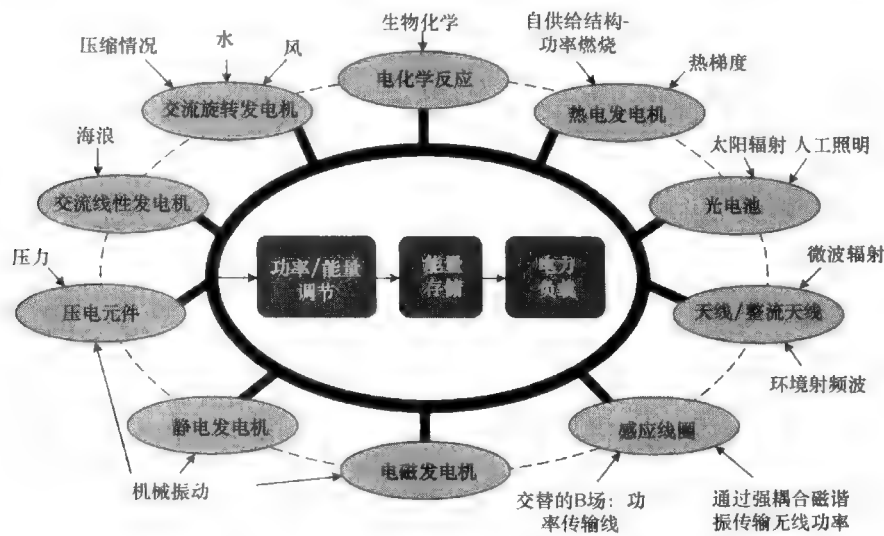 生物化学
自供给结构-
功率燃烧
压缩情况
水
风
热梯度
电化学反应
交流旋转发电机
热电发电机
海浪
太阳辐射 人工照明
交流线性发电机
光电池
压力
微波辐射
功率/能量
调节
能量
存储
电力
负载
压电元件
天线/整流天线
环境射频波
静电发电机
感应线圈
电磁发电机
机械振动
交替的B场：功
率传输线
通过强耦合磁谐
振传输无线功率